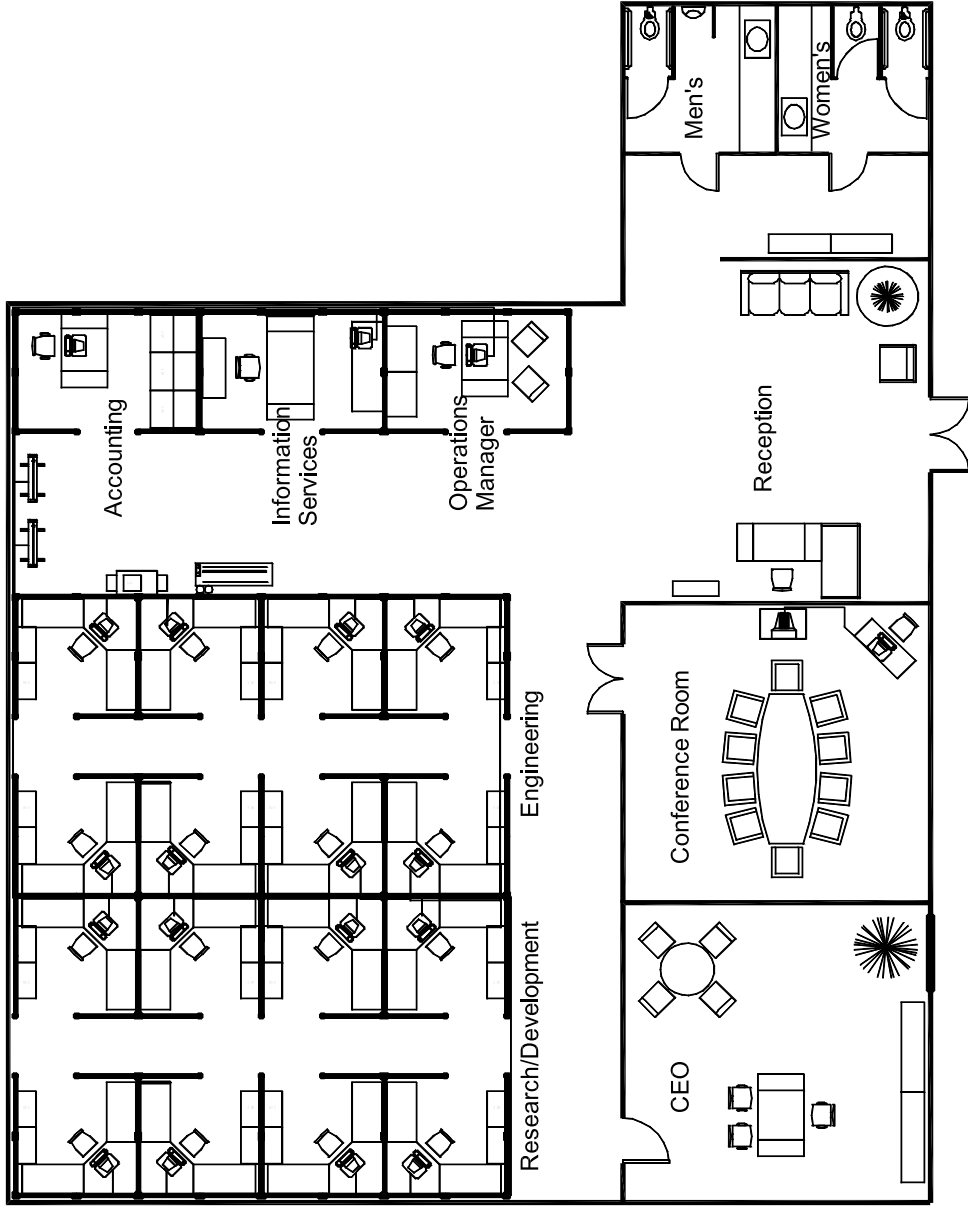 Men's
Women's
Accounting
Information
Services
Operations
Manager
Reception
Engineering
Conference Room
Research/Development
CEO